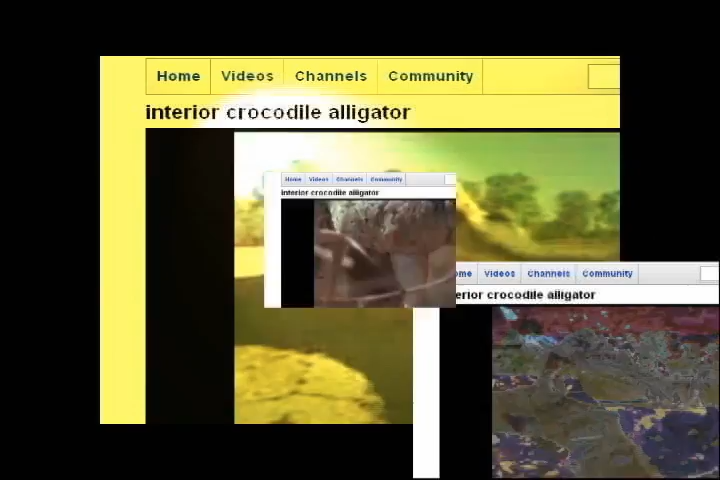 Home Videos Channels Community
interior crocodile alligator
Home Videos Channels Community
interior crocodile alligator
ome Videos Channels Community
erior crocodile alligator